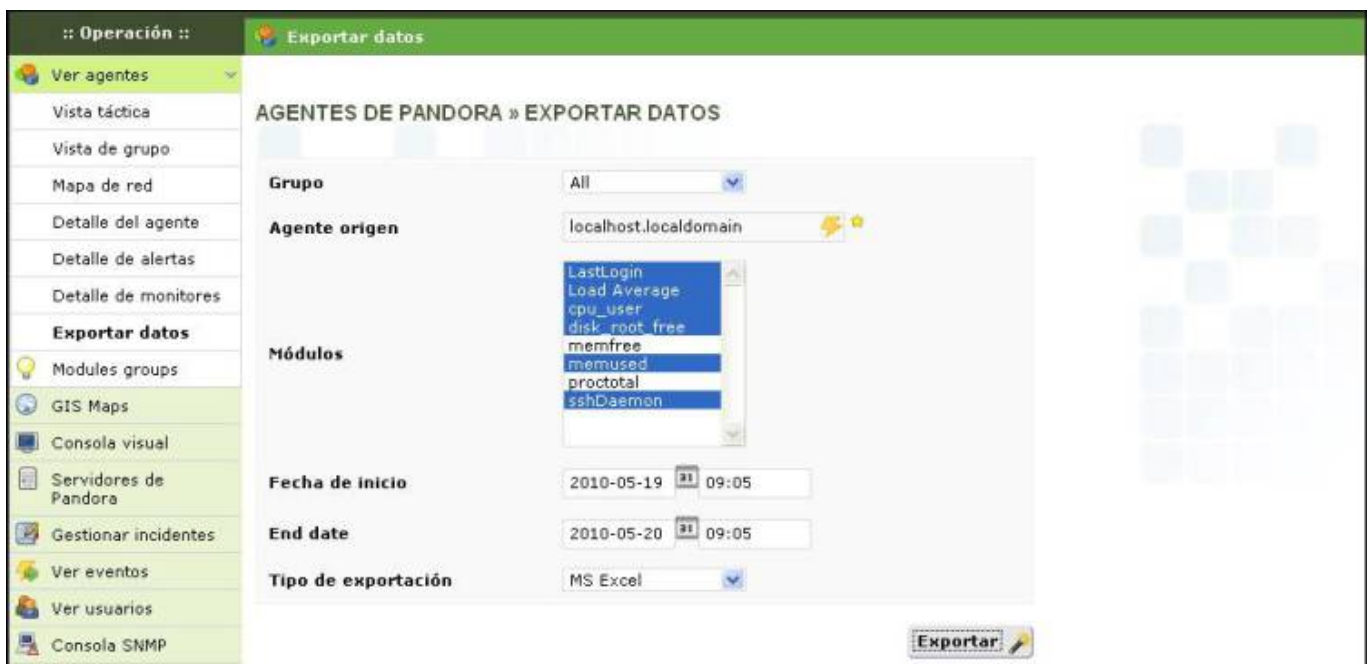 :: Operación ::
Exportar datos
Ver agentes
Vista táctica
Vista de grupo
Mapa de red
Detalle del agente
Detalle de alertas
Detalle de monitores
Exportar datos
Modules groups
GIS Maps
Consola visual
Servidores de
Pandora
Gestionar incidentes
Ver eventos
Ver usuarios
Consola SNMP
AGENTES DE PANDORA » EXPORTAR DATOS
Grupo
All
Agente origen
localhost.localdomain
Módulos
LastLogin
Load Average
cpu_user
disk_root_free
memfree
memused
proctotal
sshDaemon
Fecha de inicio
2010-05-19 31 09:05
End date
2010-05-20 31 09:05
Tipo de exportación
MS Excel
Exportar